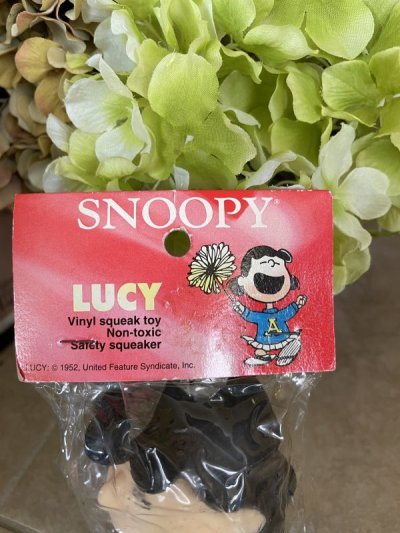 SNOOPY®
LUCY
Vinyl squeak toy
Non-toxic
Safety squeaker
LUCY: © 1952, United Feature Syndicate, Inc.
A